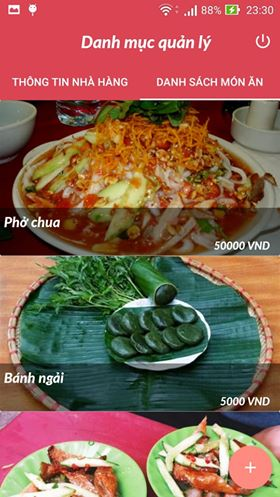 88% 23:30
Danh mục quản lý
THÔNG TIN NHÀ HÀNG DANH SÁCH MÓN ĂN
Phở chua
50000 VND
Bánh ngải
5000 VND
+